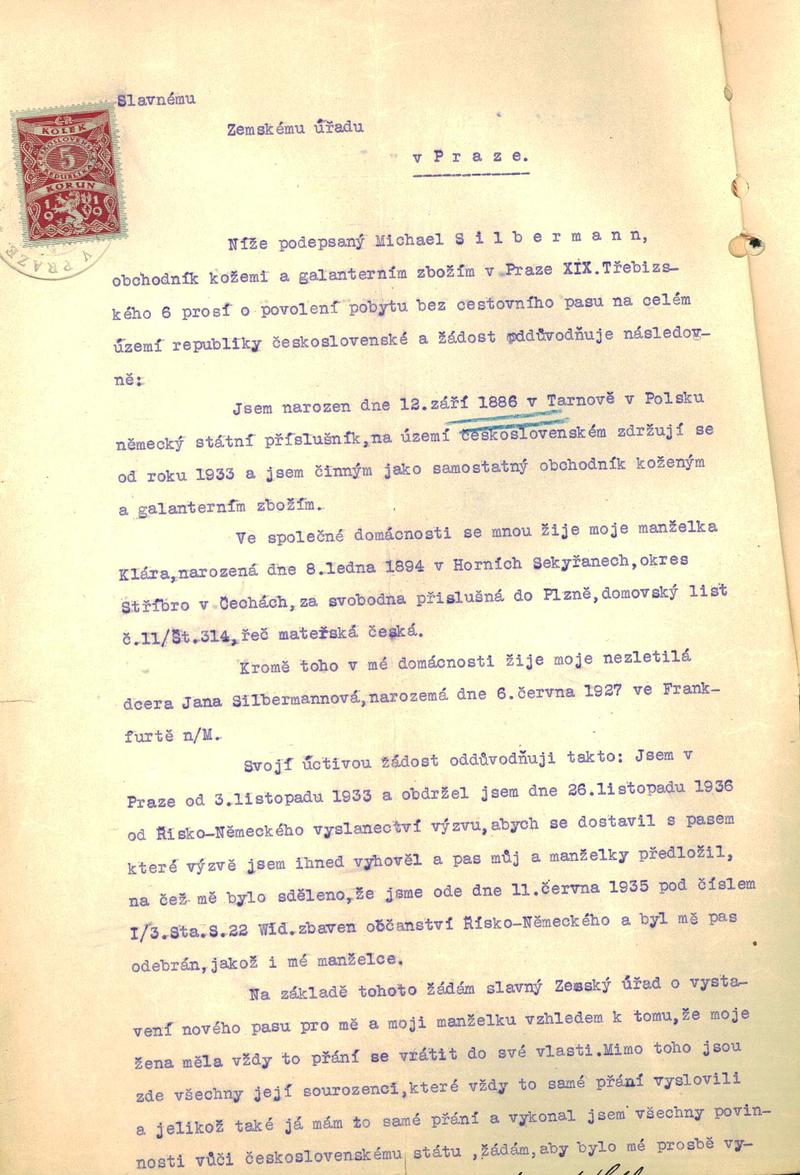 Slavnému
Zemskému úřadu
v P r a z e.
KOLEK
ČESKOSLOVENSKÁ
5
REPUBLIKA
KORUN
1919
V PRAZE
Níže podepsaný Michael S i l b e r m a n n,
obchodník kožemi a galanterním zbožím v Praze XIX.Třebizs-
kého 6 prosí o povolení pobytu bez cestovního pasu na celém
území republiky československé a žádost oddůvodňuje následov-
ně:
Jsem narozen dne 12.září 1886 v Tarnově v Polsku
německý státní příslušník,na území československém zdržují se
od roku 1933 a jsem činným jako samostatný obchodník koženým
a galanterním zbožím.
Ve společné domácnosti se mnou žije moje manželka
Klára,narozená dne 8.ledna 1894 v Horních Sekyřanech,okres
Stříbro v Čechách,za svobodna přislušná do Plzně,domovský list
č.11/Št.314,řeč mateřská česká.
Kromě toho v mé domácnosti žije moje nezletilá
dcera Jana Silbermannová,narozemá dne 6.června 1927 ve Frank-
furtě n/M.
Svojí úctivou žádost oddůvodňuji takto: Jsem v
Praze od 3.listopadu 1933 a obdržel jsem dne 26.listopadu 1936
od Řísko-Německého vyslanectví výzvu,abych se dostavil s pasem
které výzvě jsem ihned vyhověl a pas můj a manželky předložil,
na čež mě bylo sděleno,že jsme ode dne 11.června 1935 pod číslem
I/3.Sta.S.22 Wid.zbaven občanství Řísko-Německého a byl mě pas
odebrán,jakož i mé manželce.
Na základě tohoto žádám slavný Zemský úřad o vysta-
vení nového pasu pro mě a moji manželku vzhledem k tomu,že moje
žena měla vždy to přání se vrátit do své vlasti.Mimo toho jsou
zde všechny její sourozenci,které vždy to samé přání vyslovili
a jelikož také já mám to samé přání a vykonal jsem všechny povin-
nosti vůči československému státu ,žádám,aby bylo mé prosbě vy-